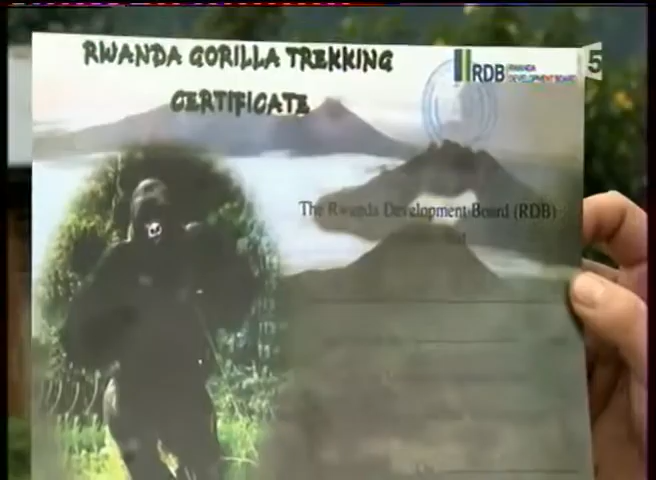 RWANDA GORILLA TREKKING
CERTIFICATE
RDB
RWANDA
DEVELOPMENT BOARD
5
The Rwanda Development Board (RDB)